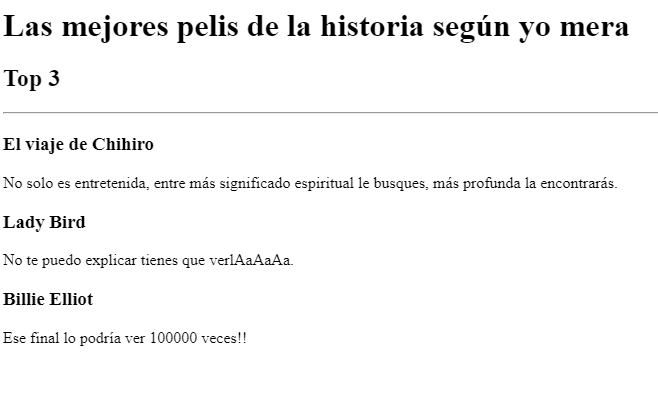 Las mejores pelis de la historia según yo mera
Top 3
El viaje de Chihiro
No solo es entretenida, entre más significado espiritual le busques, más profunda la encontrarás.
Lady Bird
No te puedo explicar tienes que verlAaAaAa.
Billie Elliot
Ese final lo podría ver 100000 veces!!